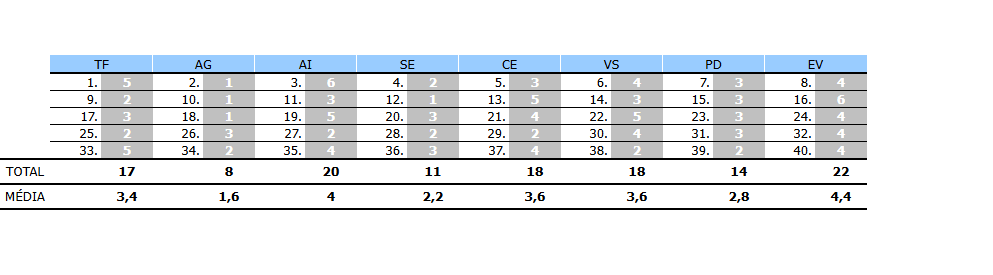 TF AG AI SE CE VS PD EV
1. 5 2. 1 3. 6 4. 2 5. 3 6. 4 7. 3 8. 4
9. 2 10. 1 11. 3 12. 1 13. 5 14. 3 15. 3 16. 6
17. 3 18. 1 19. 5 20. 3 21. 4 22. 5 23. 3 24. 4
25. 2 26. 3 27. 2 28. 2 29. 2 30. 4 31. 3 32. 4
33. 5 34. 2 35. 4 36. 3 37. 4 38. 2 39. 2 40. 4
TOTAL 17 8 20 11 18 18 14 22
MÉDIA 3,4 1,6 4 2,2 3,6 3,6 2,8 4,4